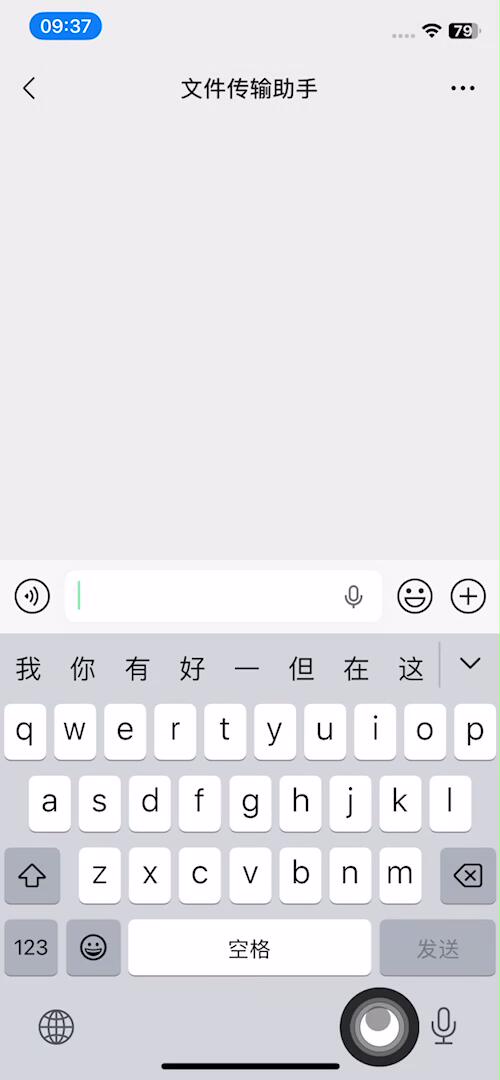 09:37
79
文件传输助手
我 你 有 好 一 但 在 这
q w e r t y u i o p
a s d f g h j k l
z x c v b n m
123 空格 发送